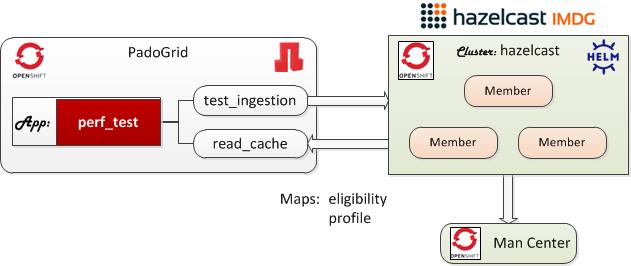 hazelcast IMDG
PadoGrid
OPENSHIFT
App: perf_test
test_ingestion
read_cache
Cluster: hazelcast
OPENSHIFT
HELM
Member
Member
Member
Maps: eligibility
profile
OPENSHIFT
Man Center